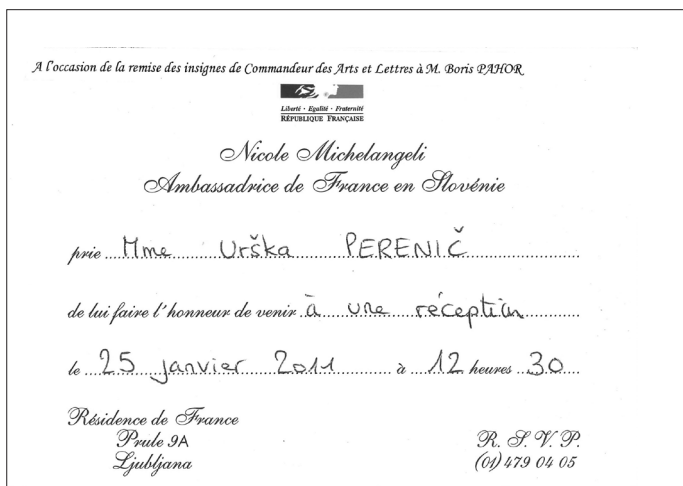 A l'occasion de la remise des insignes de Commandeur des Arts et Lettres à M. Boris PAHOR
Liberté • Egalité • Fraternité
RÉPUBLIQUE FRANÇAISE
Nicole Michelangeli
Ambassadrice de France en Slovénie
prie Mme Urška PERENIČ
de lui faire l'honneur de venir à une réception
le 25 janvier 2011 à 12 heures 30
Résidence de France
Prule 9A
Ljubljana
R. S. V. P.
(01) 479 04 05